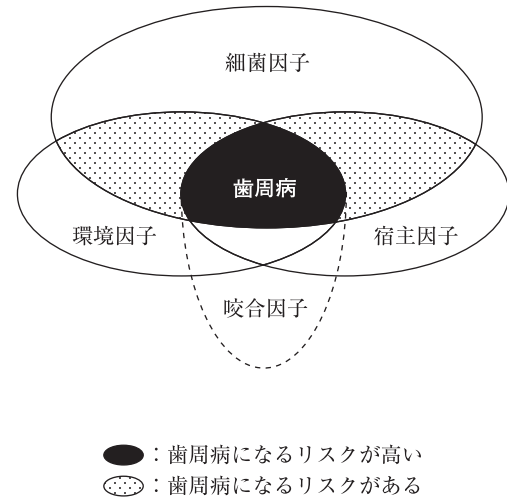 細菌因子
歯周病
環境因子
宿主因子
咬合因子
：歯周病になるリスクが高い
：歯周病になるリスクがある